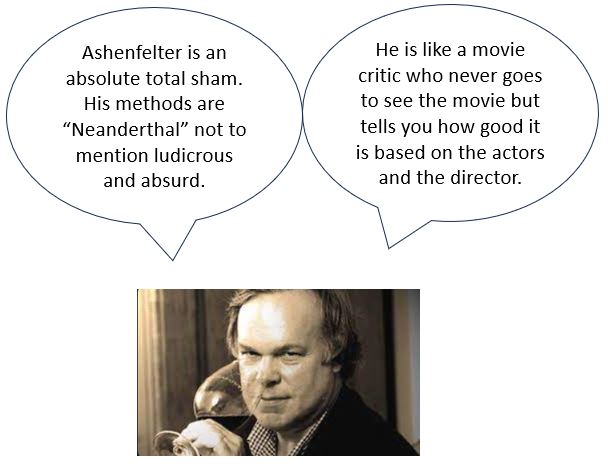 Ashenfelter is an
absolute total sham.
His methods are
“Neanderthal” not to
mention ludicrous
and absurd.
He is like a movie
critic who never goes
to see the movie but
tells you how good it
is based on the actors
and the director.